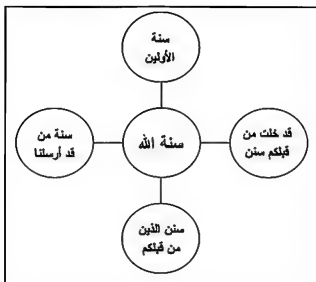 سنة
الأولين
قد خلت من
قبلكم سنن
سنة الله
سنة من
قد أرسلنا
سنن الذين
من قبلكم